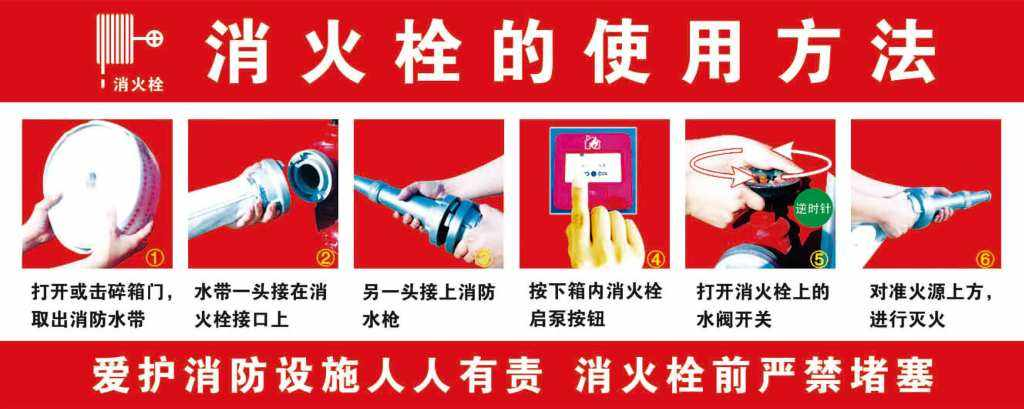 消火栓的使用方法
消火栓
①
打开或击碎箱门，
取出消防水带
②
水带一头接在消
火栓接口上
③
另一头接上消防
水枪
④
按下箱内消火栓
启泵按钮
逆时针
⑤
打开消火栓上的
水阀开关
⑥
对准火源上方，
进行灭火
爱护消防设施人人有责 消火栓前严禁堵塞